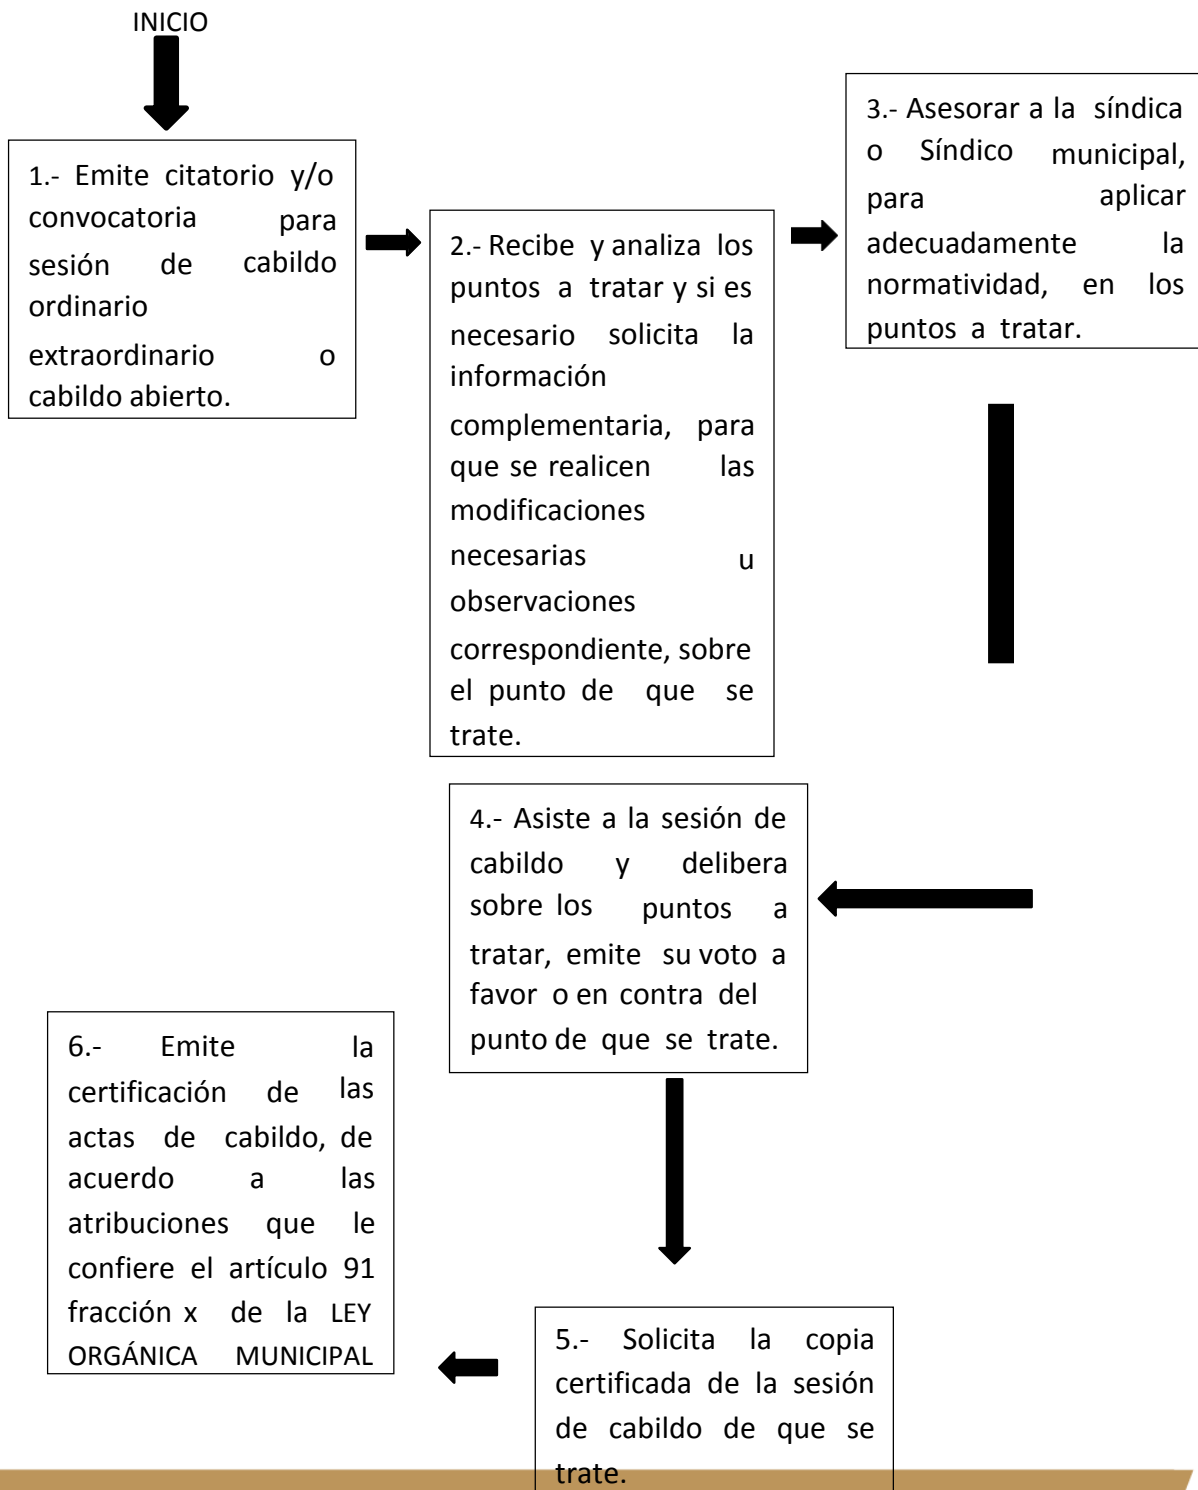 INICIO
1.- Emite citatorio y/o
convocatoria para
sesión de cabildo
ordinario
extraordinario o
cabildo abierto.
2.- Recibe y analiza los
puntos a tratar y si es
necesario solicita la
información
complementaria, para
que se realicen las
modificaciones
necesarias u
observaciones
correspondiente, sobre
el punto de que se
trate.
3.- Asesorar a la síndica
o Síndico municipal,
para aplicar
adecuadamente la
normatividad, en los
puntos a tratar.
4.- Asiste a la sesión de
cabildo y delibera
sobre los puntos a
tratar, emite su voto a
favor o en contra del
punto de que se trate.
5.- Solicita la copia
certificada de la sesión
de cabildo de que se
trate.
6.- Emite la
certificación de las
actas de cabildo, de
acuerdo a las
atribuciones que le
confiere el artículo 91
fracción x de la LEY
ORGÁNICA MUNICIPAL